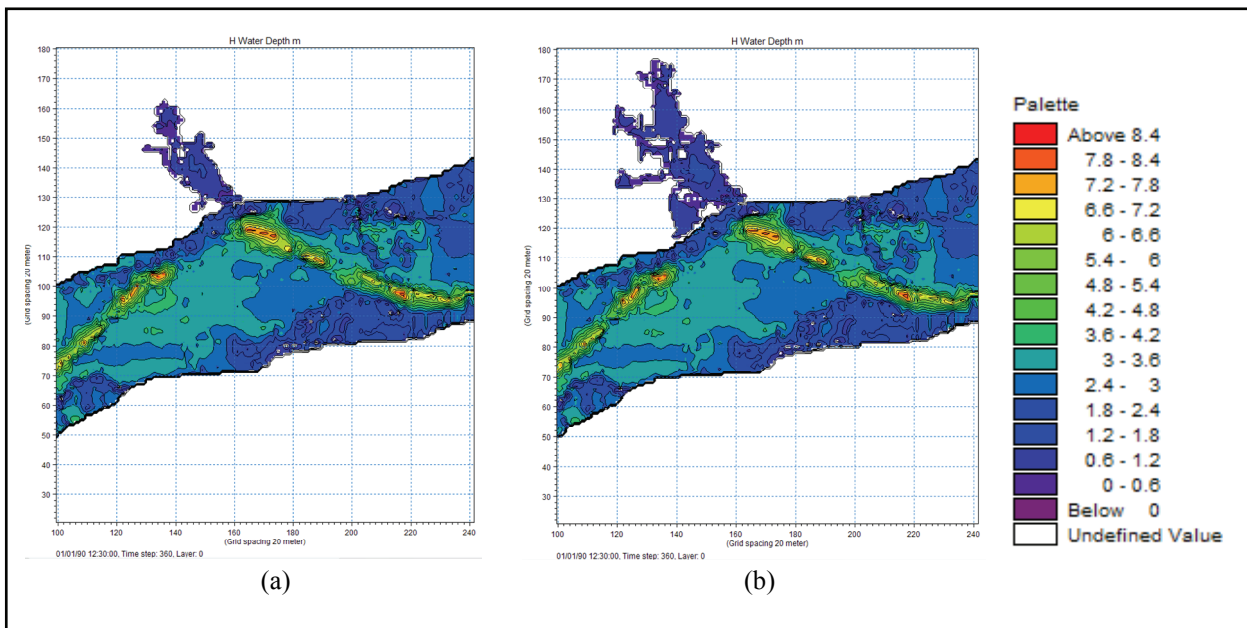 H Water Depth m
180
170
160
150
140
130
120
110
100
90
80
70
60
50
40
30
(Grid spacing 20 meter)
100 120 140 160 180 200 220 240
(Grid spacing 20 meter)
01/01/90 12:30:00, Time step: 360, Layer: 0
(a)
H Water Depth m
180
170
160
150
140
130
120
110
100
90
80
70
60
50
40
30
(Grid spacing 20 meter)
100 120 140 160 180 200 220 240
(Grid spacing 20 meter)
01/01/90 12:30:00, Time step: 360, Layer: 0
(b)
Palette
Above 8.4
7.8 - 8.4
7.2 - 7.8
6.6 - 7.2
6 - 6.6
5.4 - 6
4.8 - 5.4
4.2 - 4.8
3.6 - 4.2
3 - 3.6
2.4 - 3
1.8 - 2.4
1.2 - 1.8
0.6 - 1.2
0 - 0.6
Below 0
Undefined Value